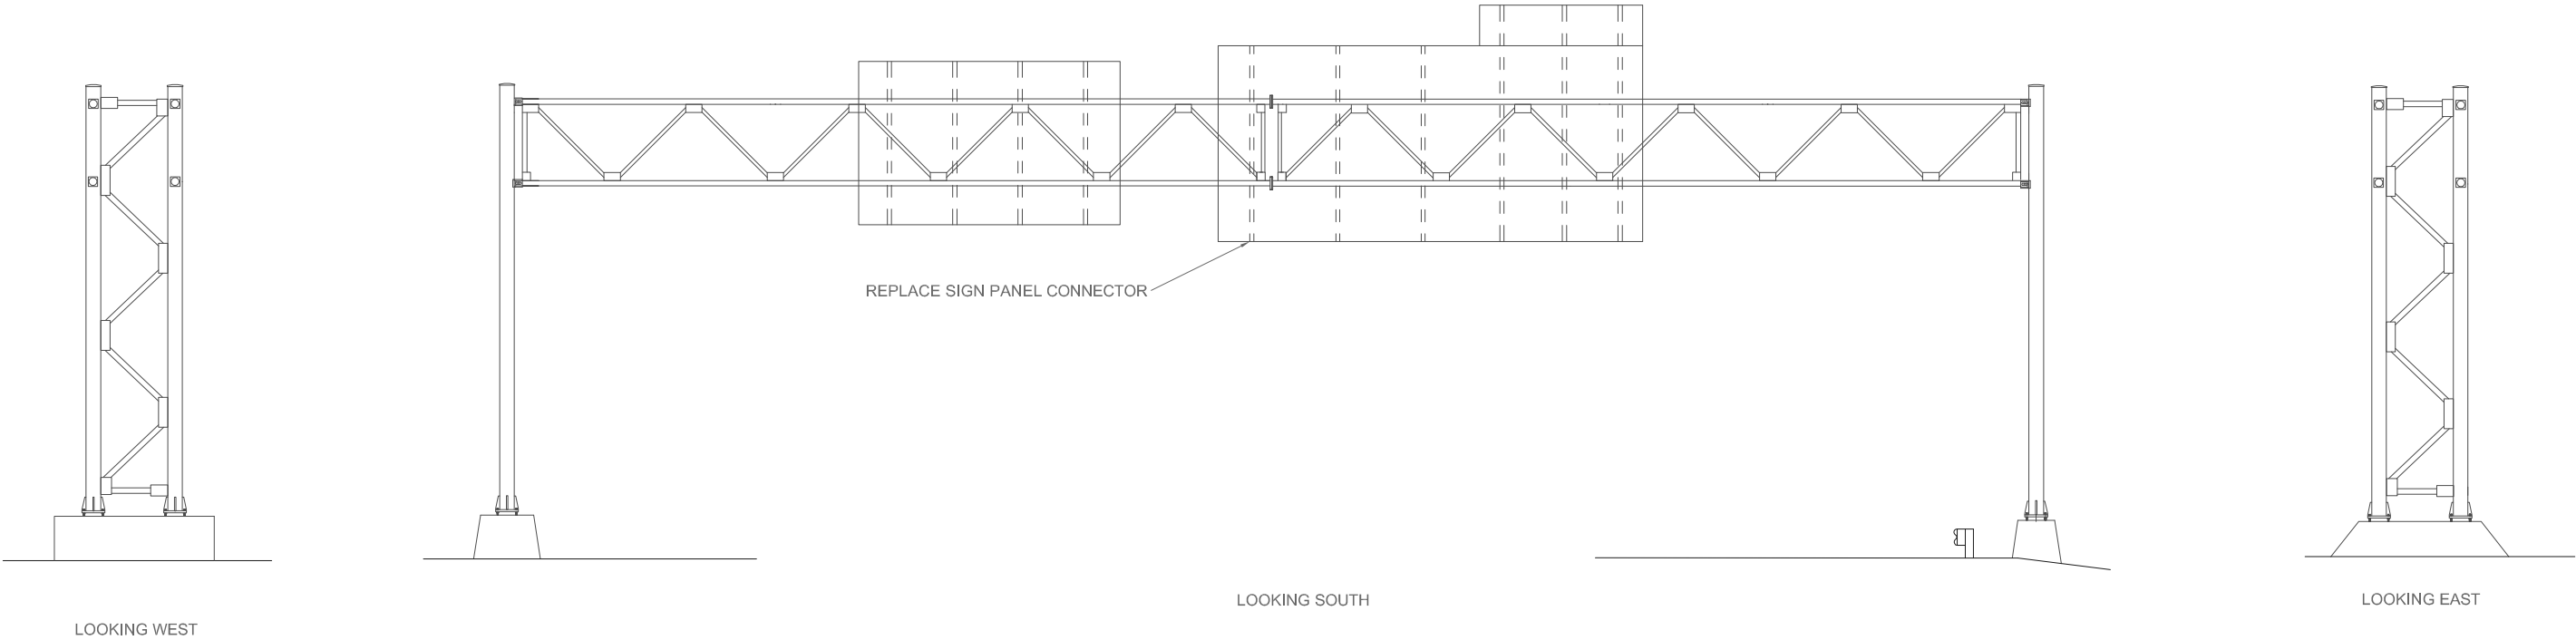 REPLACE SIGN PANEL CONNECTOR
LOOKING WEST
LOOKING SOUTH
LOOKING EAST